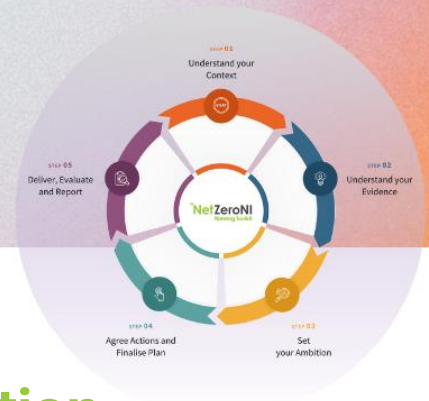 STEP 01
Understand your
Context
START
STEP 02
Understand your
Evidence
STEP 03
Set
your Ambition
STEP 04
Agree Actions and
Finalise Plan
STEP 05
Deliver, Evaluate
and Report
NetZeroNI
Planning Toolkit